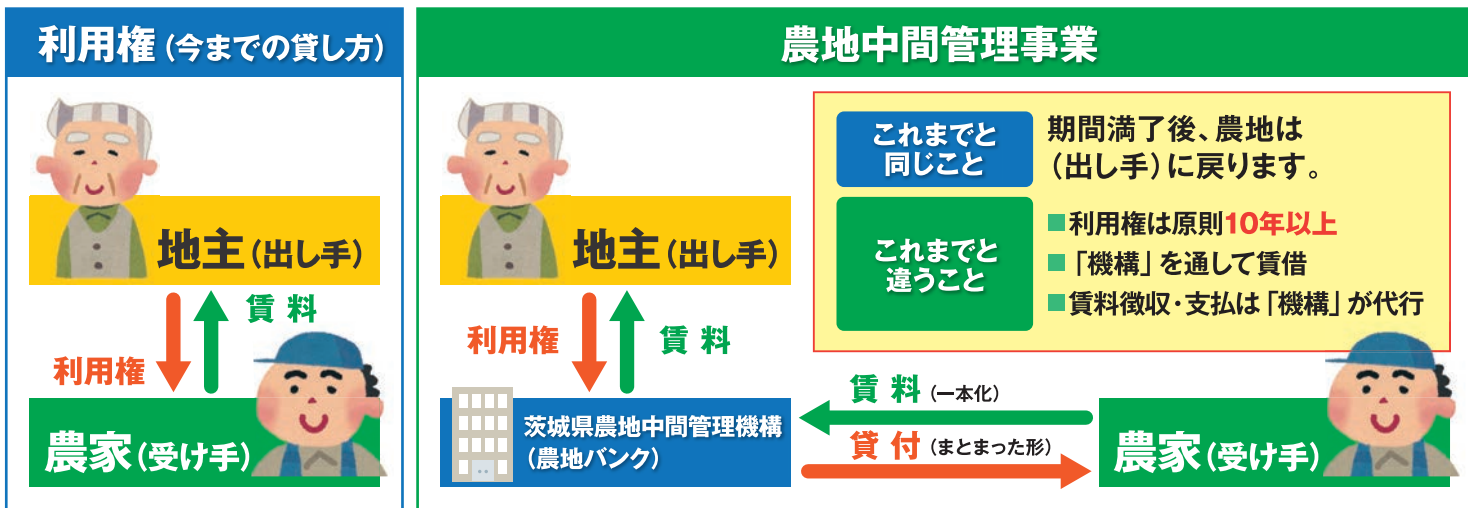 利用権（今までの貸し方）
地主（出し手）
賃料
利用権
農家（受け手）
農地中間管理事業
地主（出し手）
利用権
賃料
茨城県農地中間管理機構
（農地バンク）
賃料（一本化）
貸付（まとまった形）
農家（受け手）
これまでと
同じこと
期間満了後、農地は
（出し手）に戻ります。
これまでと
違うこと
■利用権は原則10年以上
■「機構」を通して賃借
■賃料徴収・支払は「機構」が代行